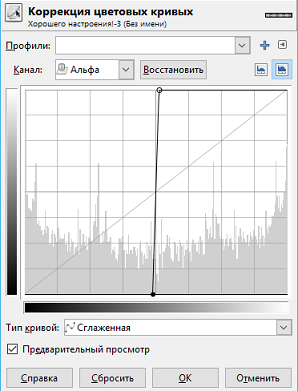 Коррекция цветовых кривых
Хорошего настроения!-3 (Без имени)
Профили:
Канал: Альфа Восстановить
Тип кривой: Сглаженная
Предварительный просмотр
Справка Сбросить OK Отменить